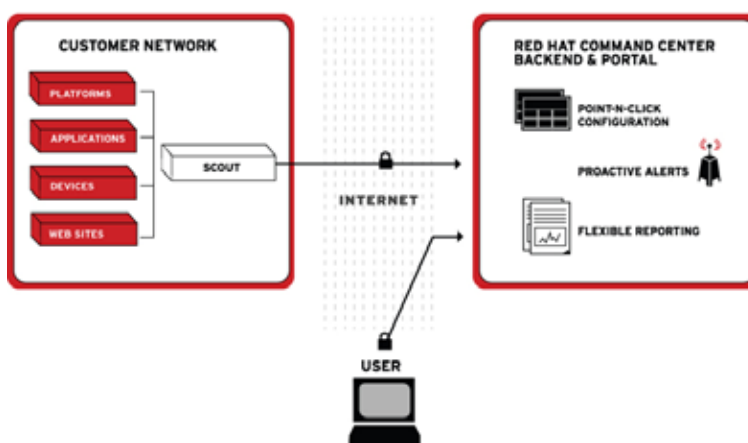 CUSTOMER NETWORK
PLATFORMS
APPLICATIONS
DEVICES
WEB SITES
SCOUT
INTERNET
USER
RED HAT COMMAND CENTER
BACKEND & PORTAL
POINT-N-CLICK
CONFIGURATION
PROACTIVE ALERTS
FLEXIBLE REPORTING